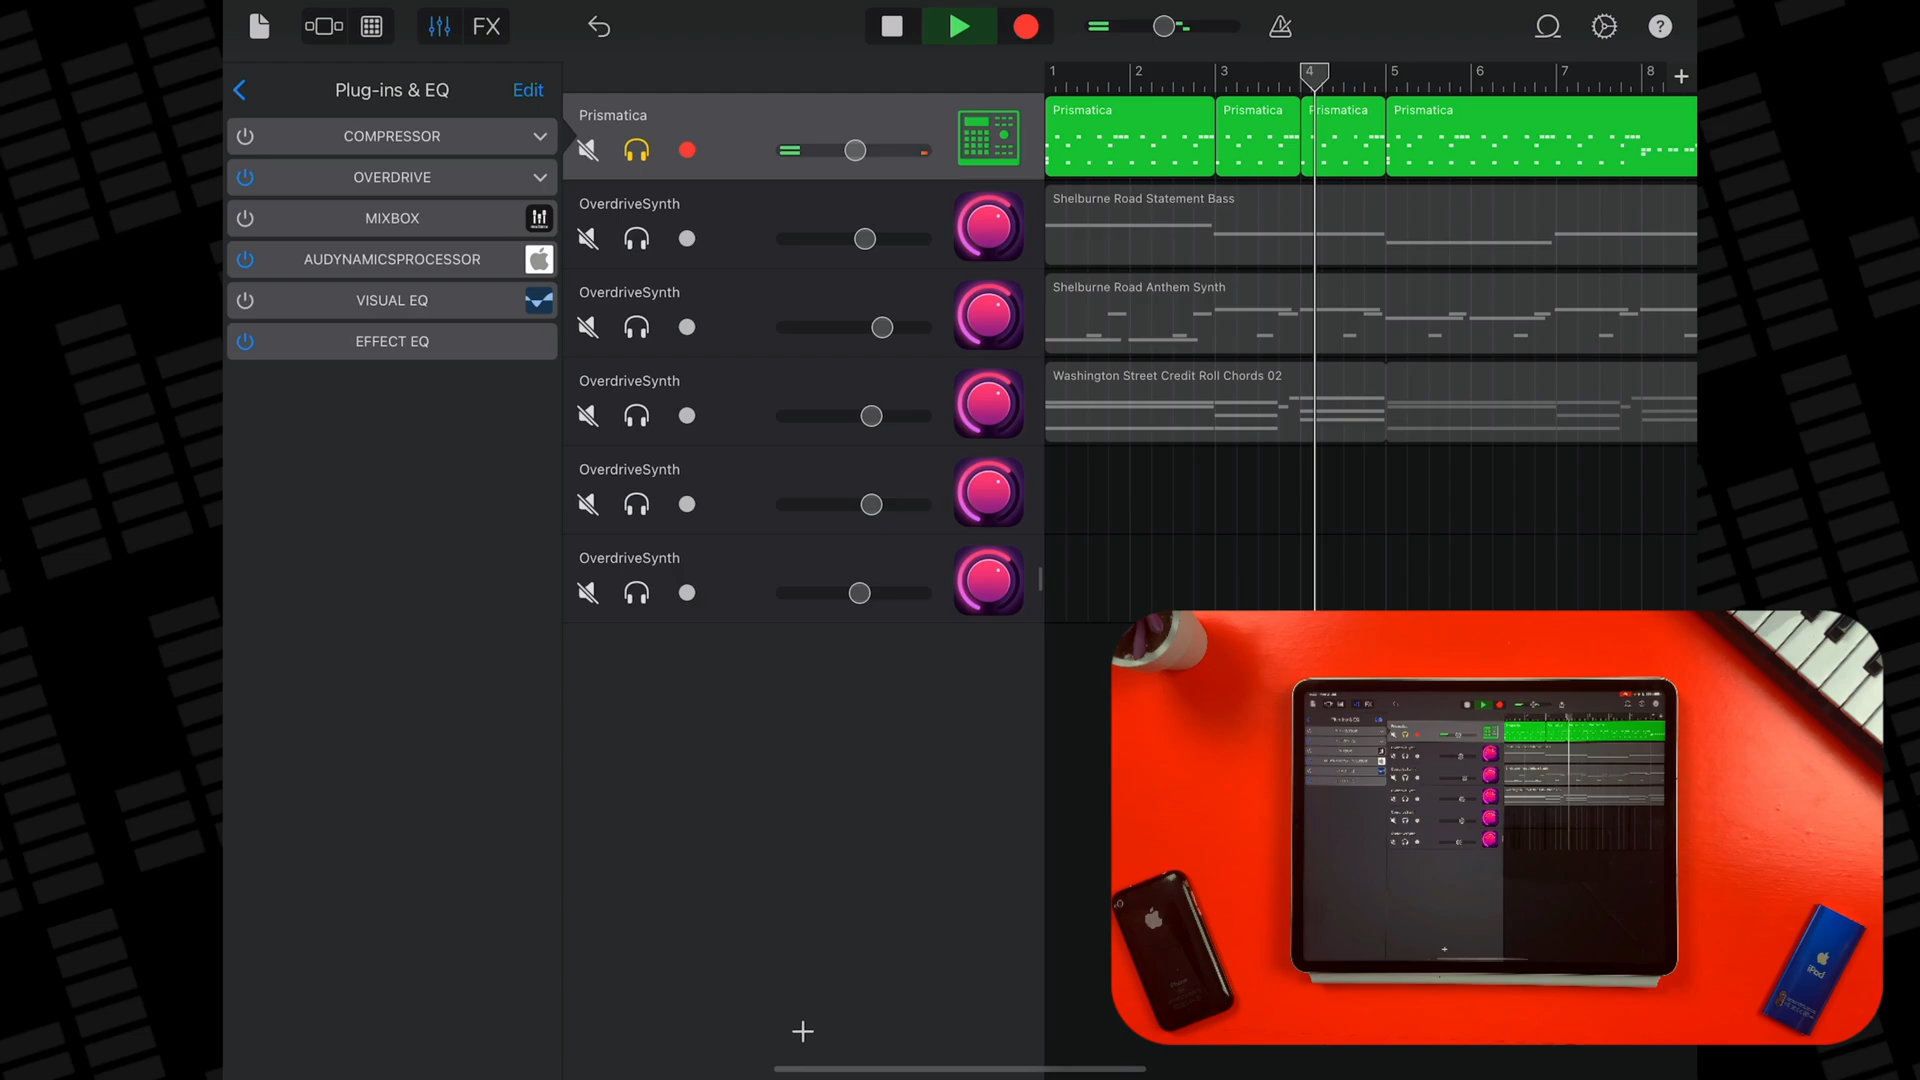 FX
?
Plug-ins & EQ
Edit
COMPRESSOR
OVERDRIVE
MIXBOX
AUDYNAMICSPROCESSOR
VISUAL EQ
EFFECT EQ
Prismatica
OverdriveSynth
OverdriveSynth
OverdriveSynth
OverdriveSynth
OverdriveSynth
1 2 3 4 5 6 7 8 +
Prismatica Prismatica Prismatica Prismatica
Shelburne Road Statement Bass
Shelburne Road Anthem Synth
Washington Street Credit Roll Chords 02
FX
iPod